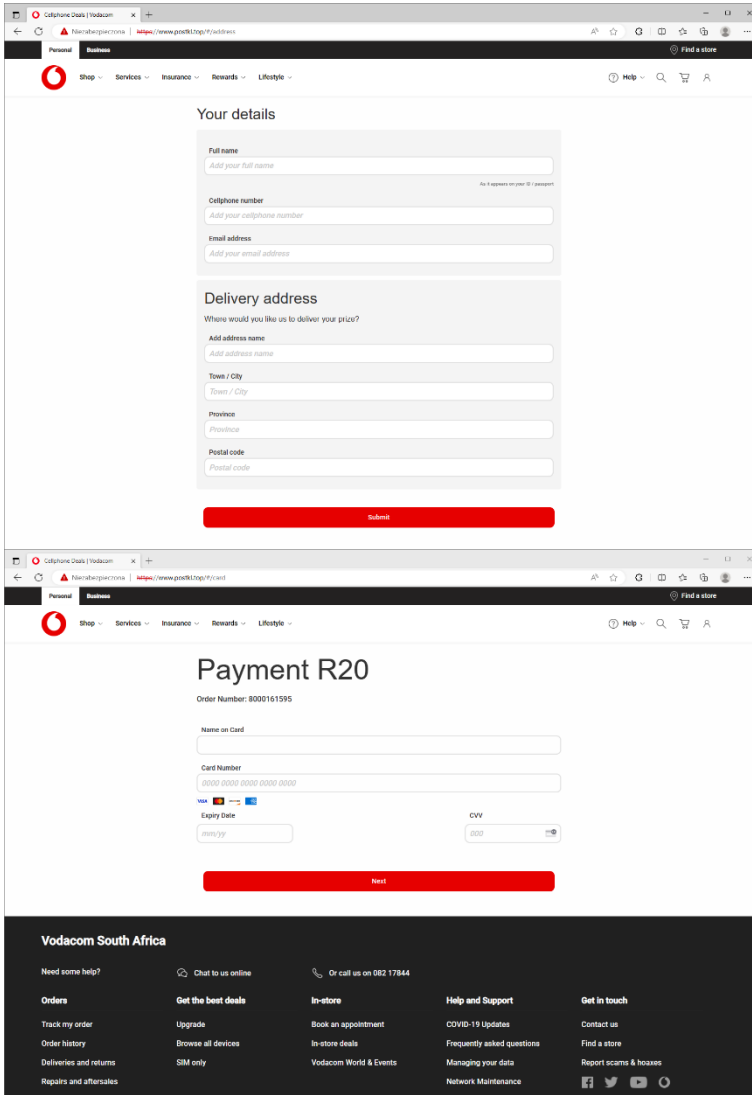 Cellphone Deals | Vodacom
Niezabezpieczona | https://www.postkl.top/#/address
Personal Business Find a store
Shop Services Insurance Rewards Lifestyle Help
Your details
Full name
Add your full name
As it appears on your ID / passport
Cellphone number
Add your cellphone number
Email address
Add your email address
Delivery address
Where would you like us to deliver your prize?
Add address name
Add address name
Town / City
Town / City
Province
Province
Postal code
Postal code
Submit
Cellphone Deals | Vodacom
Niezabezpieczona | https://www.postkl.top/#/card
Personal Business Find a store
Shop Services Insurance Rewards Lifestyle Help
Payment R20
Order Number: 8000161595
Name on Card
Card Number
0000 0000 0000 0000 0000
VISA
Expiry Date CVV
mm/yy 000
Next
Vodacom South Africa
Need some help? Chat to us online Or call us on 082 17844
Orders Get the best deals In-store Help and Support Get in touch
Track my order Upgrade Book an appointment COVID-19 Updates Contact us
Order history Browse all devices In-store deals Frequently asked questions Find a store
Deliveries and returns SIM only Vodacom World & Events Managing your data Report scams & hoaxes
Repairs and aftersales Network Maintenance